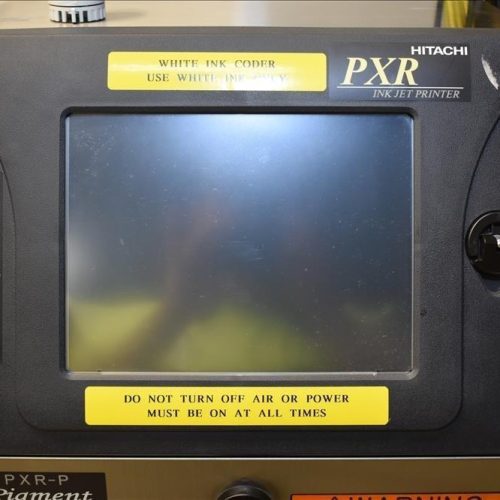 WHITE INK CODER
USE WHITE INK ONLY
HITACHI
PXR
INK JET PRINTER
DO NOT TURN OFF AIR OR POWER
MUST BE ON AT ALL TIMES
PXR-P
Pigment
WARNING